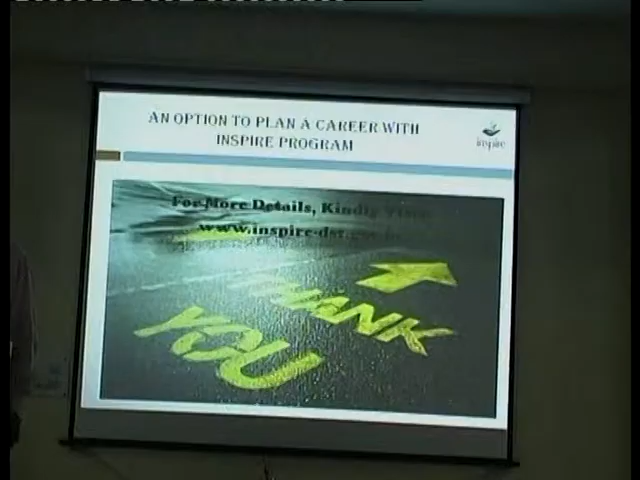 AN OPTION TO PLAN A CAREER WITH
INSPIRE PROGRAM
inspire
For More Details, Kindly
THANK
YOU